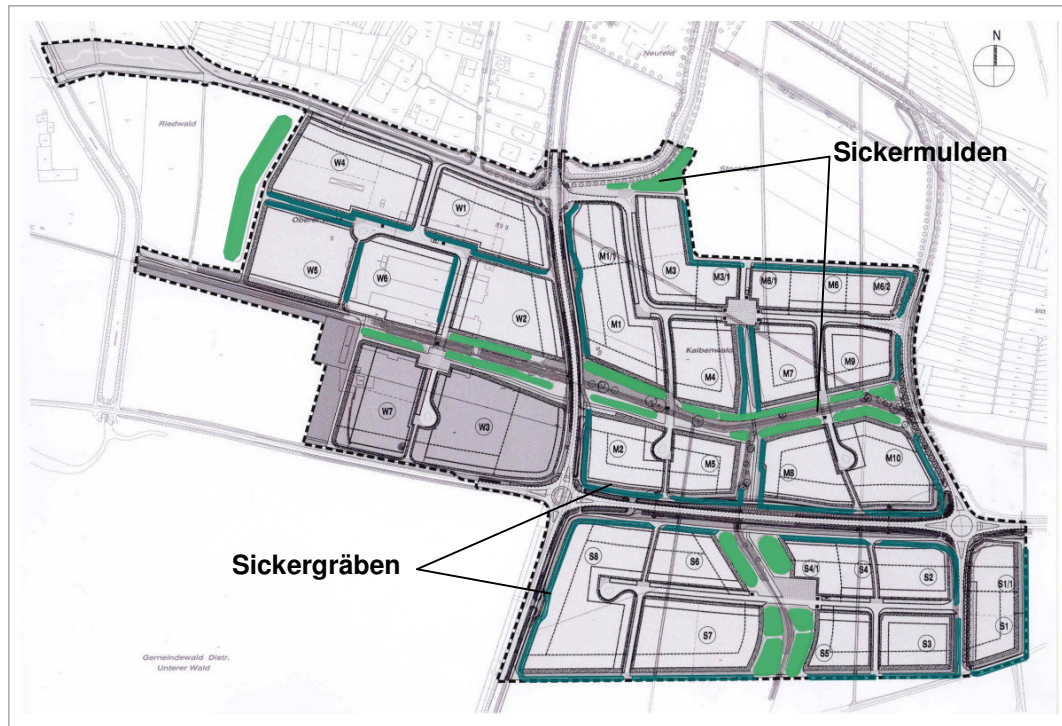 N
Neufeld
Riedwald
Sickermulden
W4
W1
M1/1
M3
M3/1
M6/1
M6
M6/2
W5
W6
W2
M1
Kalbenwald
M4
M7
M9
W7
W3
M2
M5
M8
M10
Sickergräben
S8
S6
S4/1
S4
S2
S1/1
S1
S7
S5
S3
Gemeindewald Distr.
Unterer Wald